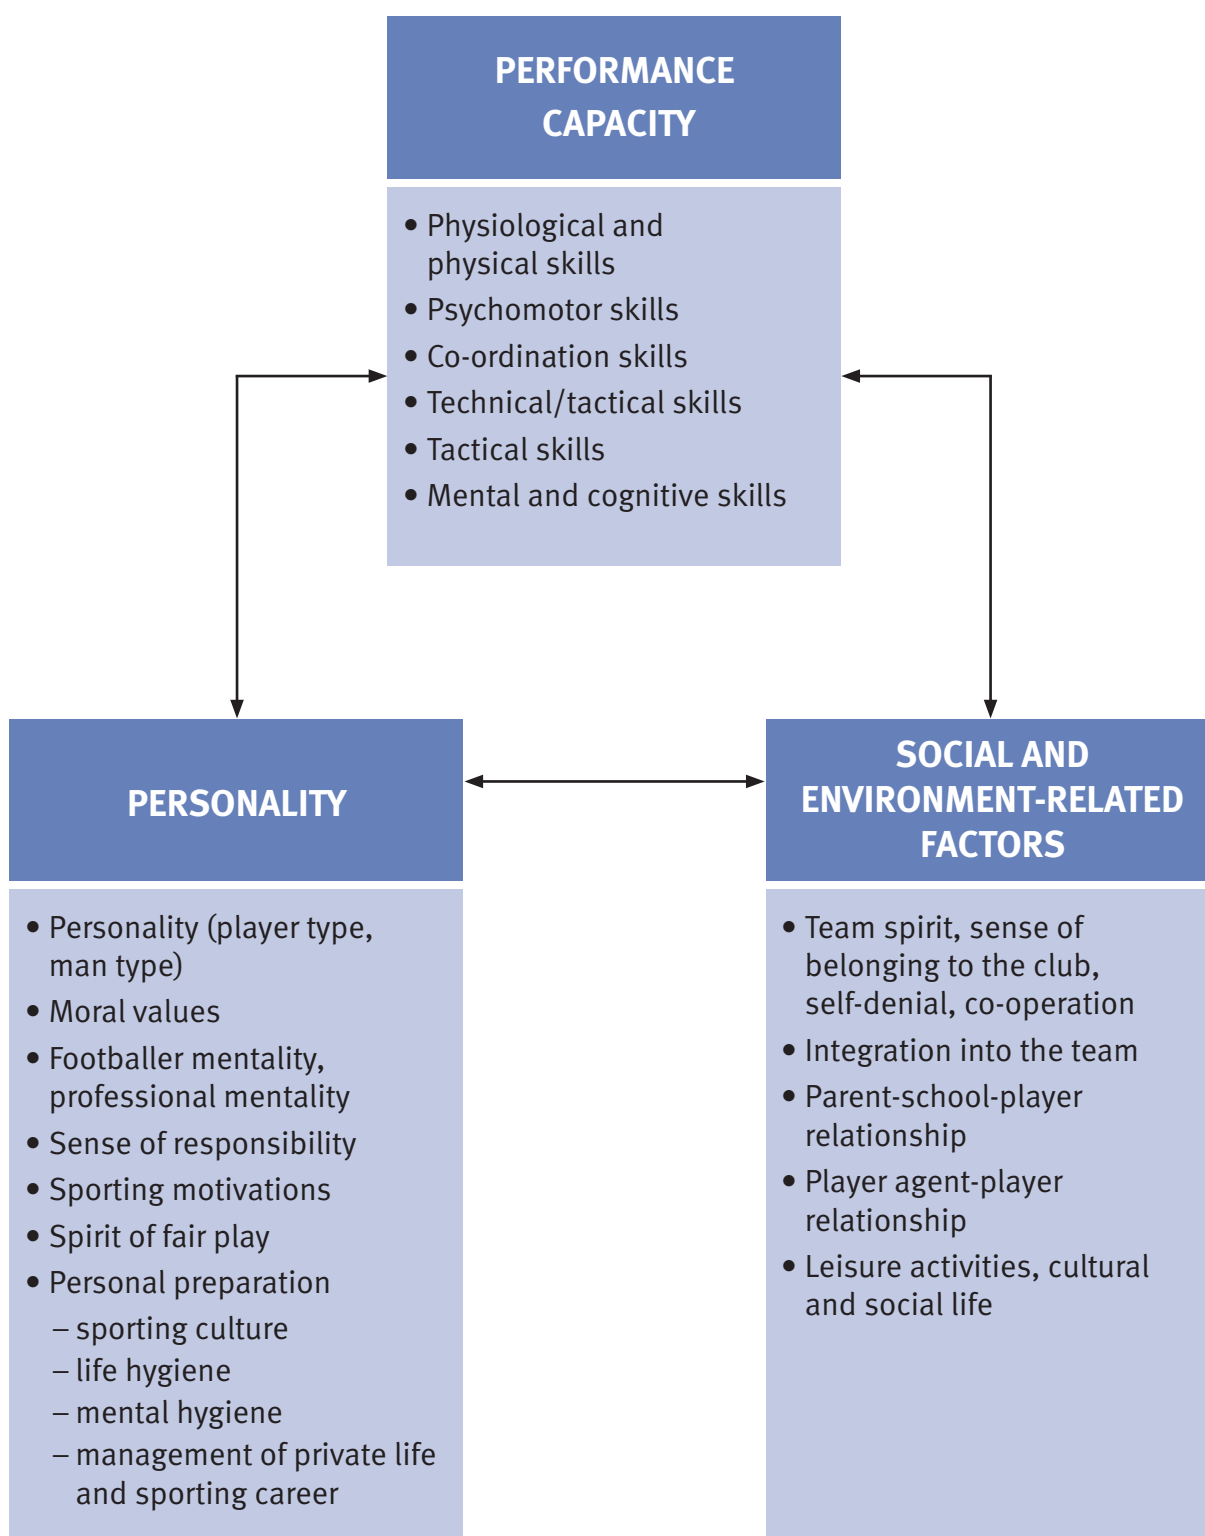 PERFORMANCE
CAPACITY
• Physiological and
physical skills
• Psychomotor skills
• Co-ordination skills
• Technical/tactical skills
• Tactical skills
• Mental and cognitive skills
PERSONALITY
• Personality (player type,
man type)
• Moral values
• Footballer mentality,
professional mentality
• Sense of responsibility
• Sporting motivations
• Spirit of fair play
• Personal preparation
– sporting culture
– life hygiene
– mental hygiene
– management of private life
and sporting career
SOCIAL AND
ENVIRONMENT-RELATED
FACTORS
• Team spirit, sense of
belonging to the club,
self-denial, co-operation
• Integration into the team
• Parent-school-player
relationship
• Player agent-player
relationship
• Leisure activities, cultural
and social life